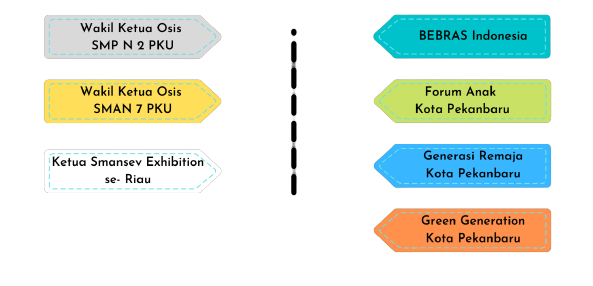 Wakil Ketua Osis
SMP N 2 PKU
Wakil Ketua Osis
SMAN 7 PKU
Ketua Smansev Exhibition
se- Riau
BEBRAS Indonesia
Forum Anak
Kota Pekanbaru
Generasi Remaja
Kota Pekanbaru
Green Generation
Kota Pekanbaru